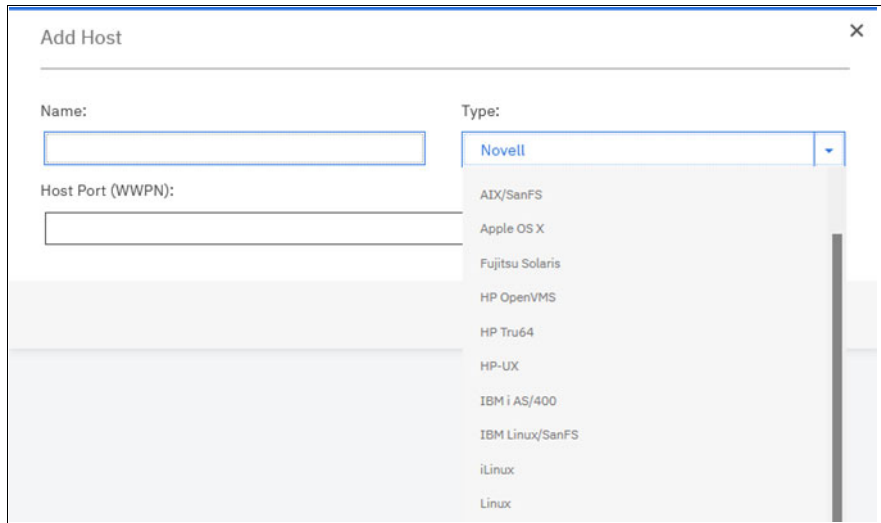 Add Host
Name:
Type:
Novell
Host Port (WWPN):
AIX/SanFS
Apple OS X
Fujitsu Solaris
HP OpenVMS
HP Tru64
HP-UX
IBM i AS/400
IBM Linux/SanFS
iLinux
Linux